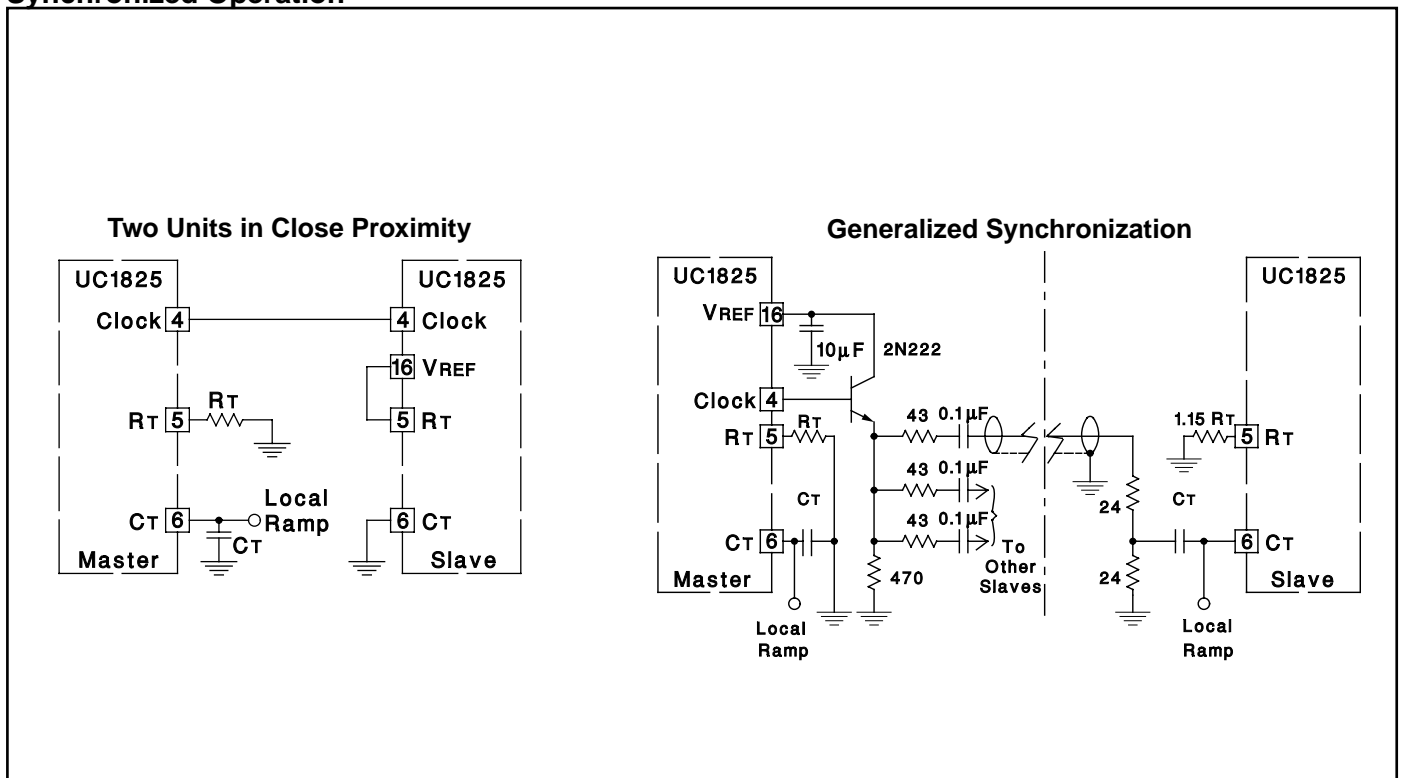 Synchronized Operation
Two Units in Close Proximity
UC1825
UC1825
Clock 4
4 Clock
16 VREF
RT 5
RT
5 RT
Local
Ramp
CT 6
CT
6 CT
Master
Slave
Generalized Synchronization
UC1825
UC1825
VREF 16
10µF
2N222
Clock 4
RT 5
RT
43 0.1µF
1.15 RT
5 RT
43 0.1µF
CT
43 0.1µF
24
CT
CT 6
To
Other
Slaves
6 CT
Master
470
24
Slave
Local
Ramp
Local
Ramp